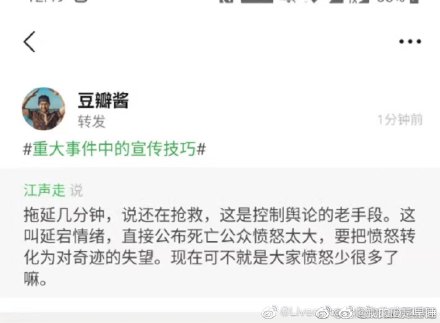 豆瓣酱
转发
1分钟前
#重大事件中的宣传技巧#
江声走 说
拖延几分钟，说还在抢救，这是控制舆论的老手段。这
叫延宕情绪，直接公布死亡公众愤怒太大，要把愤怒转
化为对奇迹的失望。现在可不就是大家愤怒少很多了
嘛。